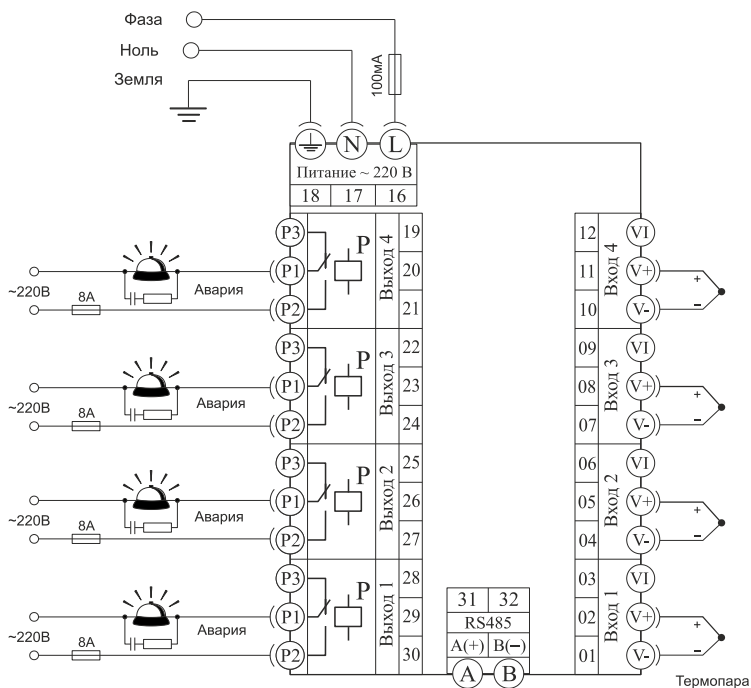 Фаза
Ноль
Земля
100мА
N L
Питание ~ 220 В
18 17 16
P3 P Выход 4 19 12 Вход 4 VI
P1 20 11 V+ +
P2 21 10 V- −
~220В 8А Авария
P3 P Выход 3 22 09 Вход 3 VI
P1 23 08 V+ +
P2 24 07 V- −
~220В 8А Авария
P3 P Выход 2 25 06 Вход 2 VI
P1 26 05 V+ +
P2 27 04 V- −
~220В 8А Авария
P3 P Выход 1 28 03 Вход 1 VI
P1 29 02 V+ +
P2 30 01 V- −
~220В 8А Авария
31 32
RS485
A(+) B(−)
A B
Термопара